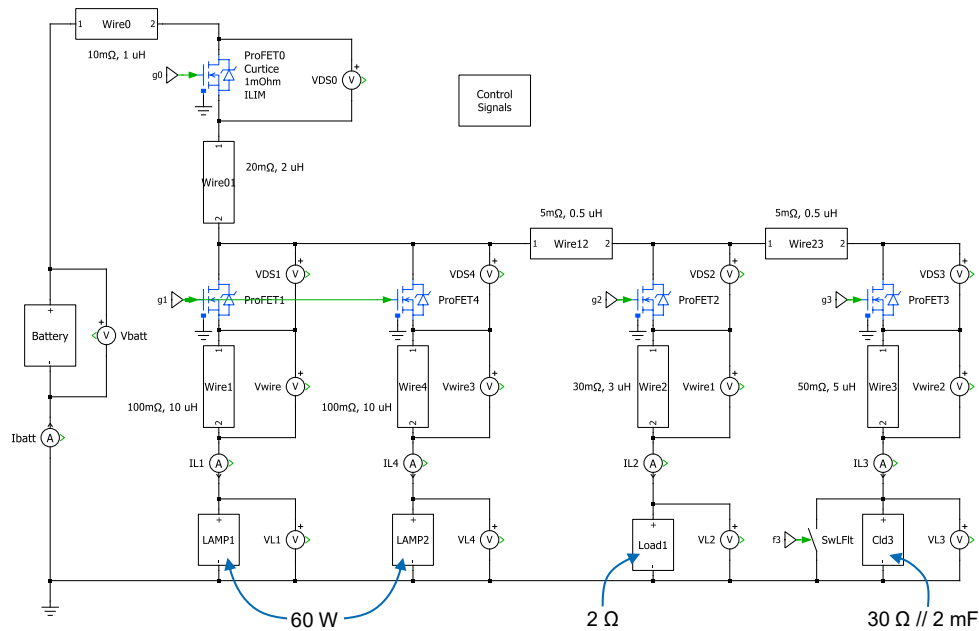 1 Wire0 2
10mΩ, 1 uH
g0
ProFET0
Curtice
1mOhm
ILIM
VDS0
+
V
Control
Signals
1
Wire01
2
20mΩ, 2 uH
5mΩ, 0.5 uH
1 Wire12 2
5mΩ, 0.5 uH
1 Wire23 2
g1
ProFET1
VDS1
+
V
ProFET4
VDS4
+
V
g2
ProFET2
VDS2
+
V
g3
ProFET3
VDS3
+
V
+
Battery
-
+
V
Vbatt
Ibatt
A
1
Wire1
2
100mΩ, 10 uH
Vwire
+
V
1
Wire4
2
100mΩ, 10 uH
Vwire3
+
V
1
Wire2
2
30mΩ, 3 uH
Vwire1
+
V
1
Wire3
2
50mΩ, 5 uH
Vwire2
+
V
IL1
A
IL4
A
IL2
A
IL3
A
+
LAMP1
-
VL1
+
V
+
LAMP2
-
VL4
+
V
+
Load1
-
VL2
+
V
f3
SwLFlt
+
Cld3
-
VL3
+
V
60 W
2 Ω
30 Ω // 2 mF